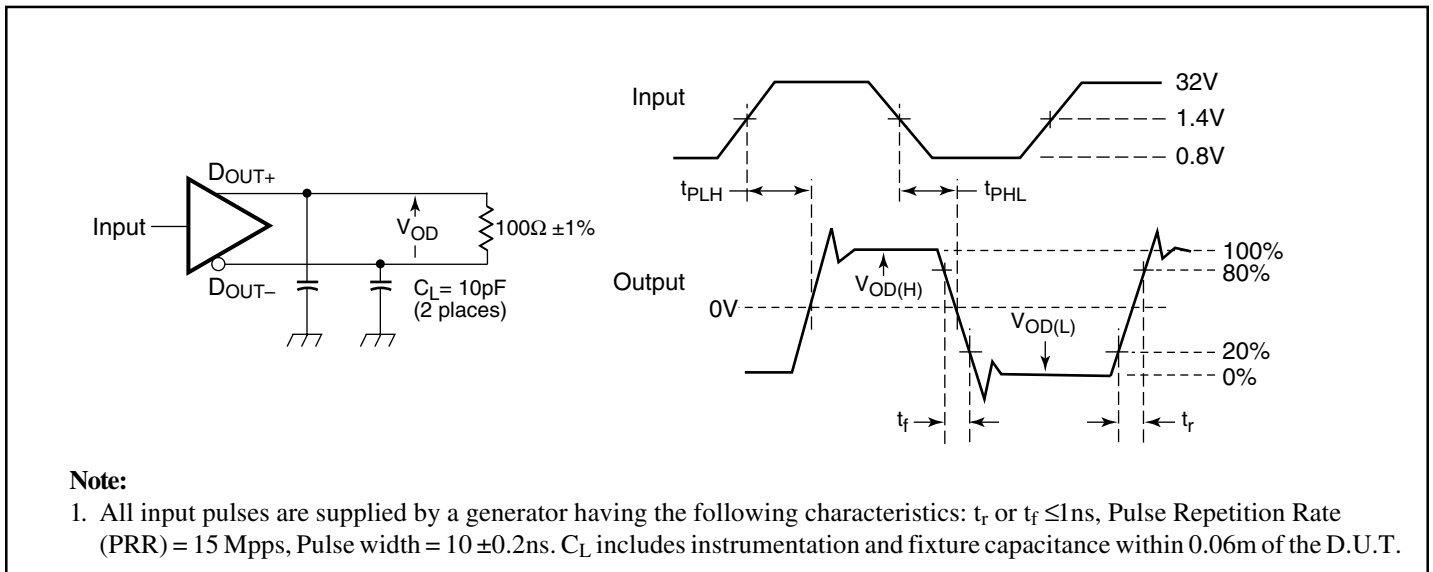 Input
DOUT+
DOUT–
VOD
100Ω ±1%
CL= 10pF
(2 places)
Input
32V
1.4V
0.8V
tPLH
tPHL
Output
0V
VOD(H)
VOD(L)
100%
80%
20%
0%
tf
tr
Note:
1. All input pulses are supplied by a generator having the following characteristics: tr or tf ≤1ns, Pulse Repetition Rate
(PRR) = 15 Mpps, Pulse width = 10 ±0.2ns. CL includes instrumentation and fixture capacitance within 0.06m of the D.U.T.